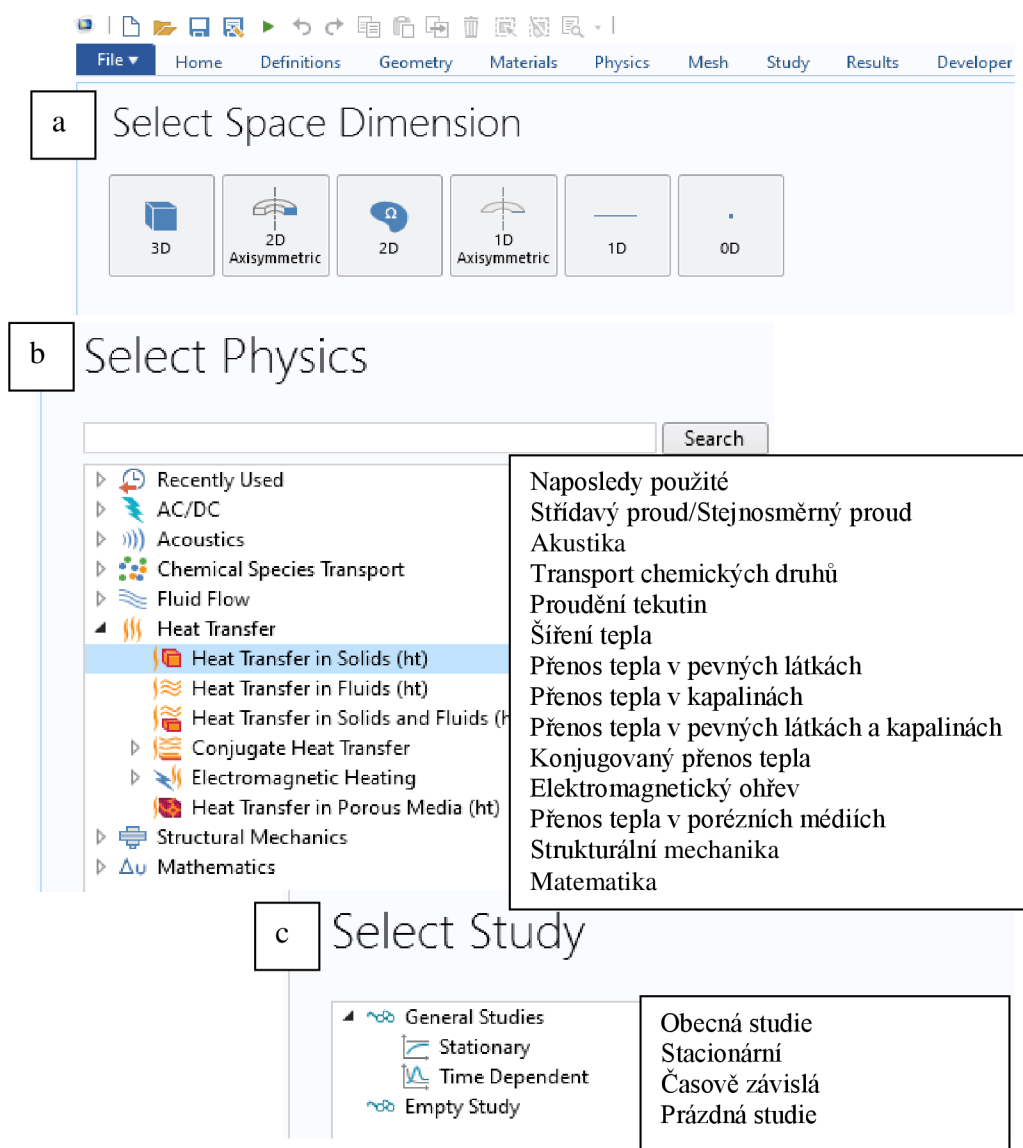 File Home Definitions Geometry Materials Physics Mesh Study Results Developer
a
Select Space Dimension
3D
2D Axisymmetric
Ω
2D
1D Axisymmetric
1D
0D
b
Select Physics
Search
Recently Used
AC/DC
Acoustics
Chemical Species Transport
Fluid Flow
Heat Transfer
Heat Transfer in Solids (ht)
Heat Transfer in Fluids (ht)
Heat Transfer in Solids and Fluids (h
Conjugate Heat Transfer
Electromagnetic Heating
Heat Transfer in Porous Media (ht)
Structural Mechanics
Δu Mathematics
Naposledy použité
Střídavý proud/Stejnosměrný proud
Akustika
Transport chemických druhů
Proudění tekutin
Šíření tepla
Přenos tepla v pevných látkách
Přenos tepla v kapalinách
Přenos tepla v pevných látkách a kapalinách
Konjugovaný přenos tepla
Elektromagnetický ohřev
Přenos tepla v porézních médiích
Strukturální mechanika
Matematika
c
Select Study
General Studies
Stationary
Time Dependent
Empty Study
Obecná studie
Stacionární
Časově závislá
Prázdná studie